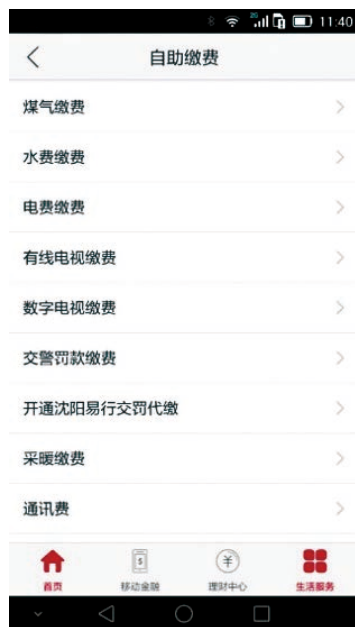 11:40
自助缴费
煤气缴费
水费缴费
电费缴费
有线电视缴费
数字电视缴费
交警罚款缴费
开通沈阳易行交罚代缴
采暖缴费
通讯费
首页 移动金融 理财中心 生活服务